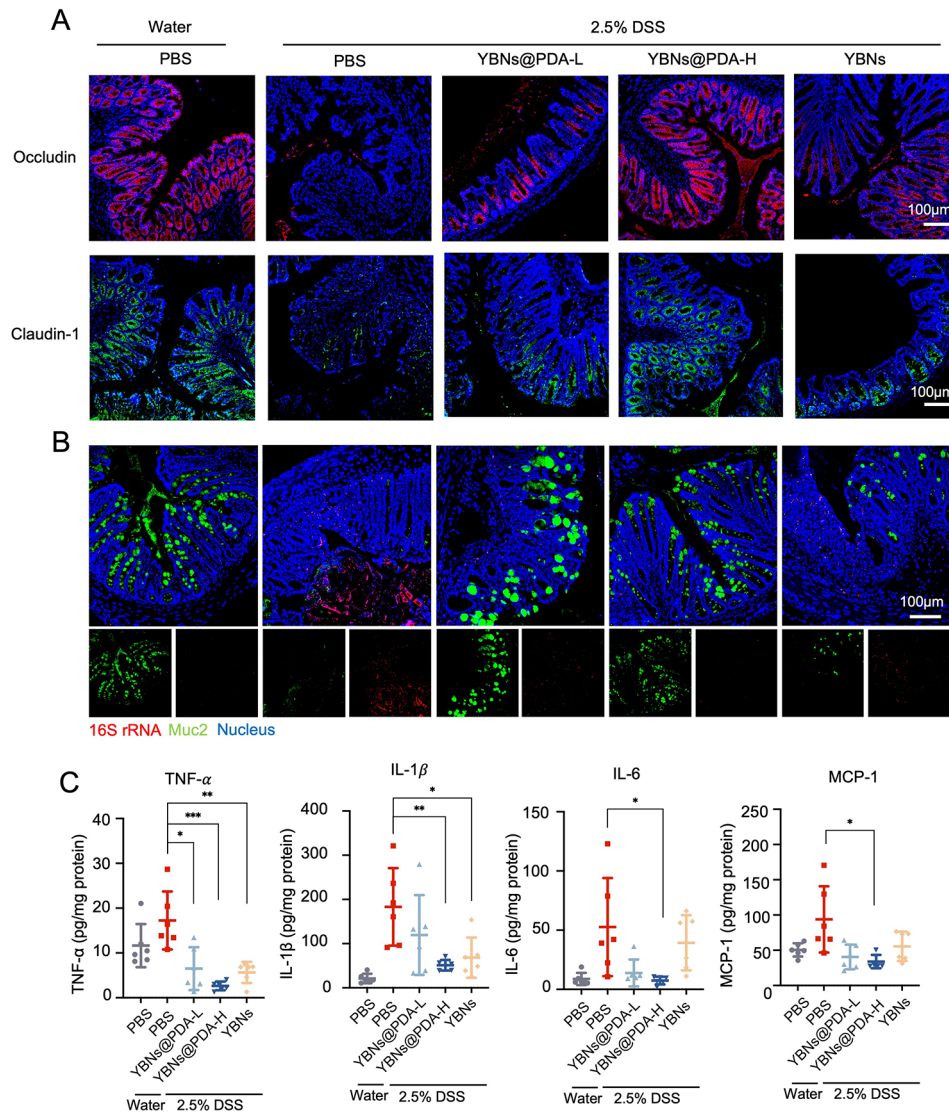 A
Water
2.5% DSS
PBS
PBS
YBNs@PDA-L
YBNs@PDA-H
YBNs
Occludin
100μm
Claudin-1
100μm
B
100μm
16S rRNA Muc2 Nucleus
C
TNF-α
TNF-α (pg/mg protein)
40
30
20
10
0
*
***
**
PBS
PBS
YBNs@PDA-L
YBNs@PDA-H
YBNs
Water
2.5% DSS
IL-1β
IL-1β (pg/mg protein)
400
300
200
100
0
**
*
PBS
PBS
YBNs@PDA-L
YBNs@PDA-H
YBNs
Water
2.5% DSS
IL-6
IL-6 (pg/mg protein)
150
100
50
0
*
PBS
PBS
YBNs@PDA-L
YBNs@PDA-H
YBNs
Water
2.5% DSS
MCP-1
MCP-1 (pg/mg protein)
250
200
150
100
50
0
*
PBS
PBS
YBNs@PDA-L
YBNs@PDA-H
YBNs
Water
2.5% DSS